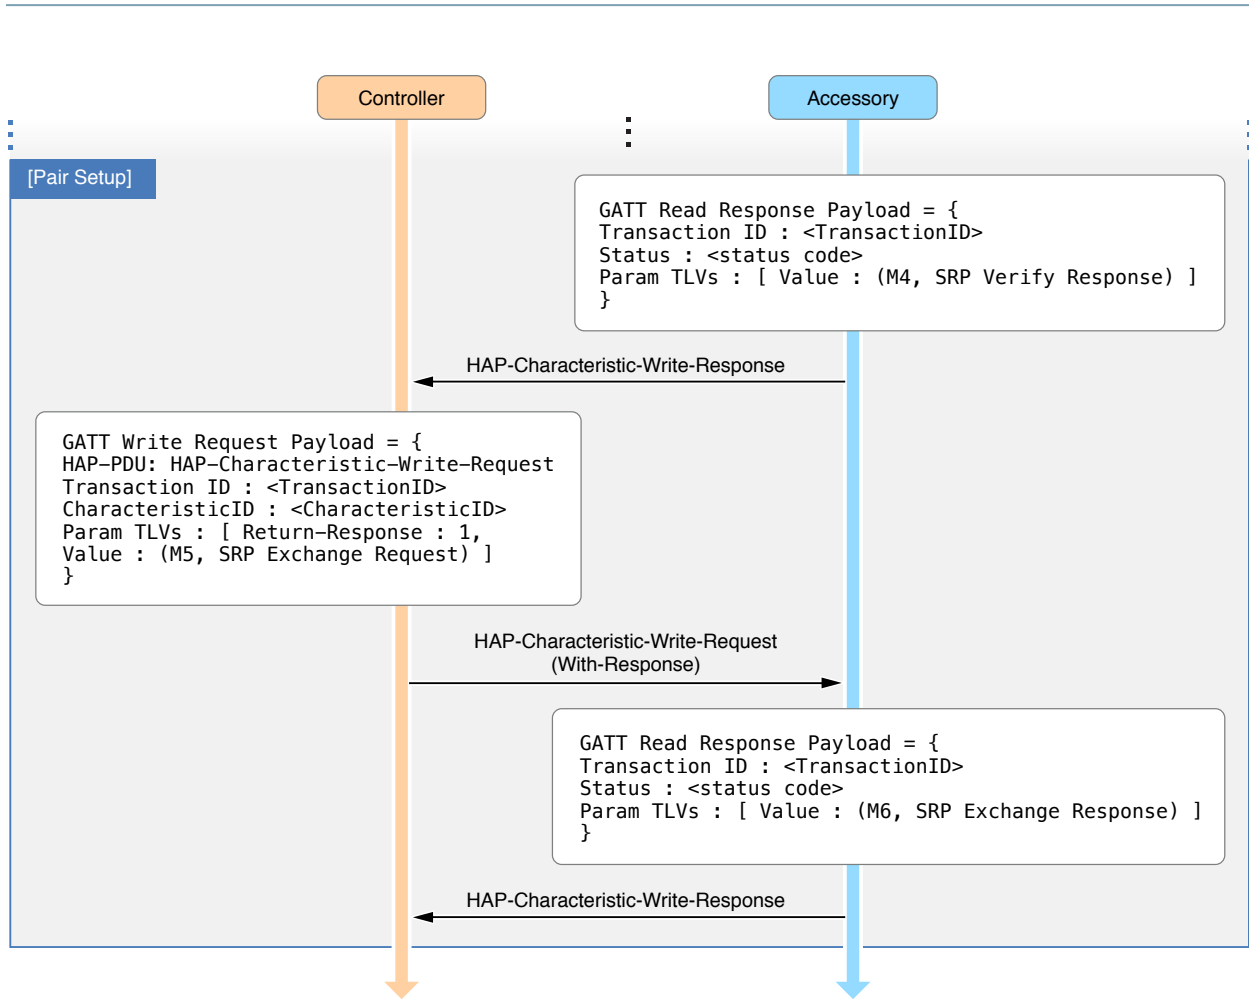 Controller
Accessory
[Pair Setup]
GATT Read Response Payload = {
Transaction ID : <TransactionID>
Status : <status code>
Param TLVs : [ Value : (M4, SRP Verify Response) ]
}
HAP-Characteristic-Write-Response
GATT Write Request Payload = {
HAP–PDU: HAP–Characteristic–Write–Request
Transaction ID : <TransactionID>
CharacteristicID : <CharacteristicID>
Param TLVs : [ Return–Response : 1,
Value : (M5, SRP Exchange Request) ]
}
HAP-Characteristic-Write-Request
(With-Response)
GATT Read Response Payload = {
Transaction ID : <TransactionID>
Status : <status code>
Param TLVs : [ Value : (M6, SRP Exchange Response) ]
}
HAP-Characteristic-Write-Response